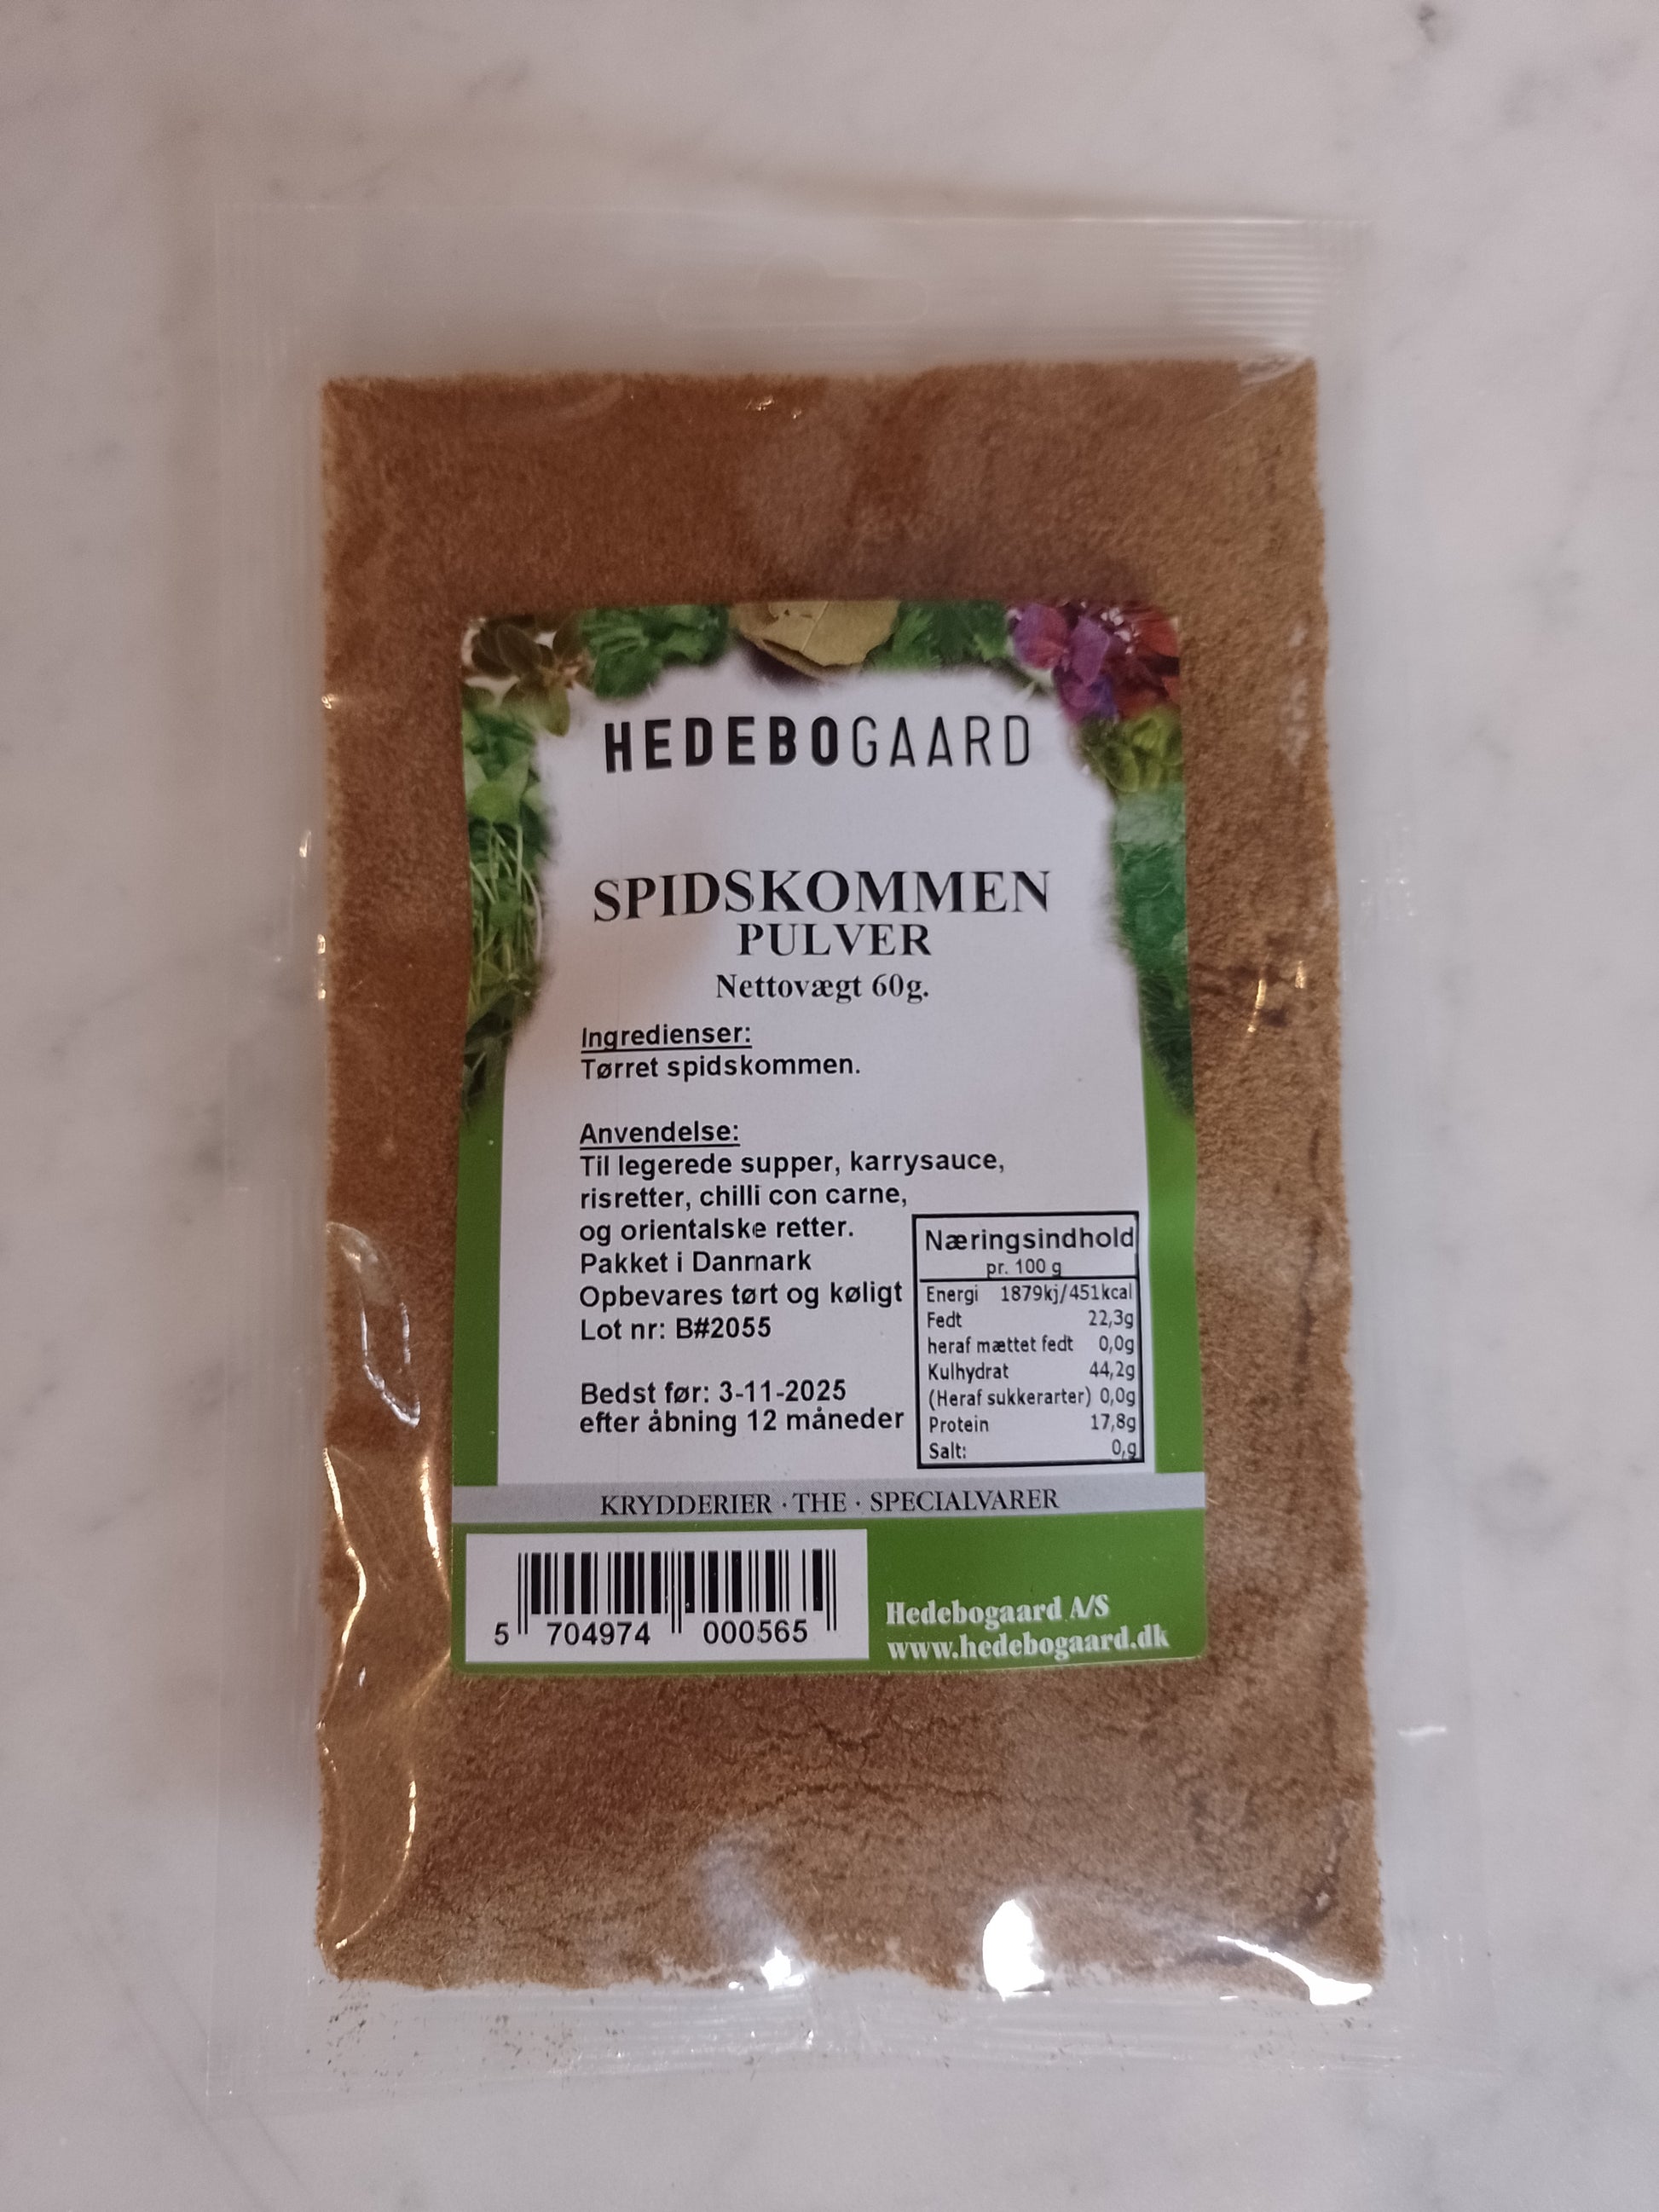 HEDEBOGAARD
SPIDSKOMMEN
PULVER
Nettovægt 60g.
Ingredienser:
Tørret spidskommen.
Anvendelse:
Til legerede supper, karrysauce,
risretter, chilli con carne,
og orientalske retter.
Pakket i Danmark
Opbevares tørt og køligt
Lot nr: B#2055
Bedst før: 3-11-2025
efter åbning 12 måneder
Næringsindhold
pr. 100 g
Energi 1879kj/451kcal
Fedt 22,3g
heraf mættet fedt 0,0g
Kulhydrat 44,2g
(Heraf sukkerarter) 0,0g
Protein 17,8g
Salt: 0,g
KRYDDERIER · THE · SPECIALVARER
5 704974 000565
Hedebogaard A/S
www.hedebogaard.dk